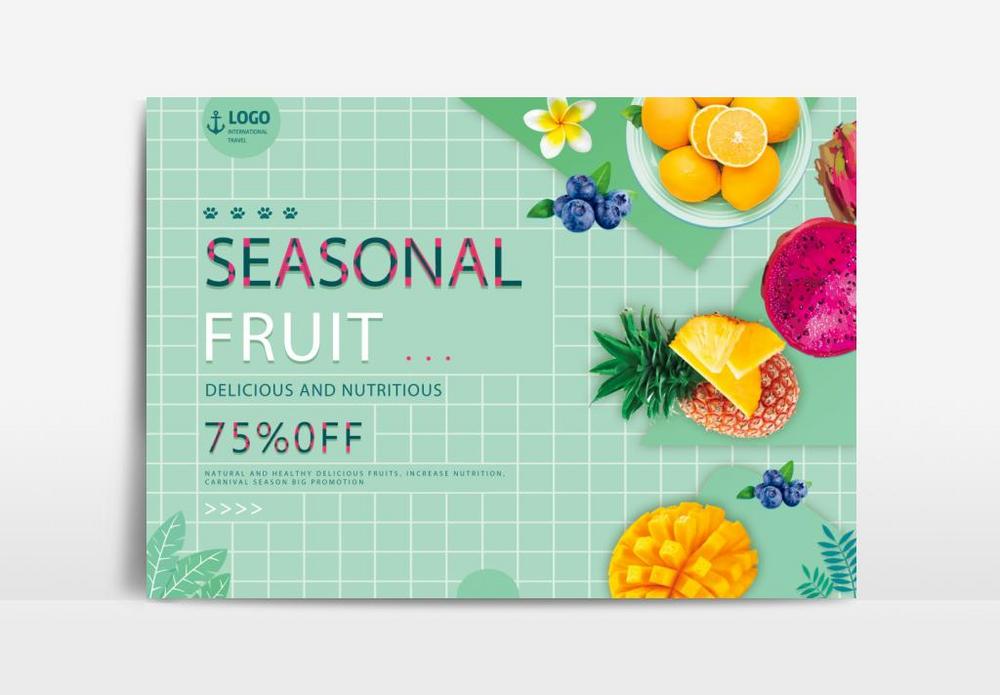 LOGO
INTERNATIONAL
TRAVEL
SEASONAL
FRUIT ...
DELICIOUS AND NUTRITIOUS
75%OFF
NATURAL AND HEALTHY DELICIOUS FRUITS, INCREASE NUTRITION,
CARNIVAL SEASON BIG PROMOTION
>>>>